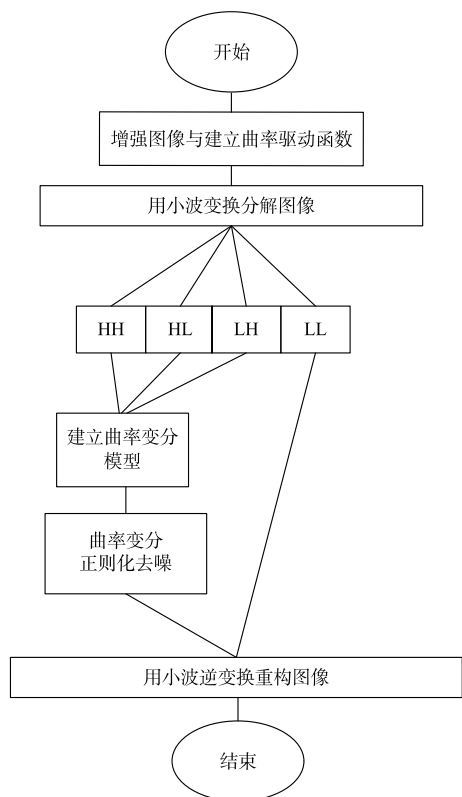 开始
增强图像与建立曲率驱动函数
用小波变换分解图像
HH HL LH LL
建立曲率变分
模型
曲率变分
正则化去噪
用小波逆变换重构图像
结束